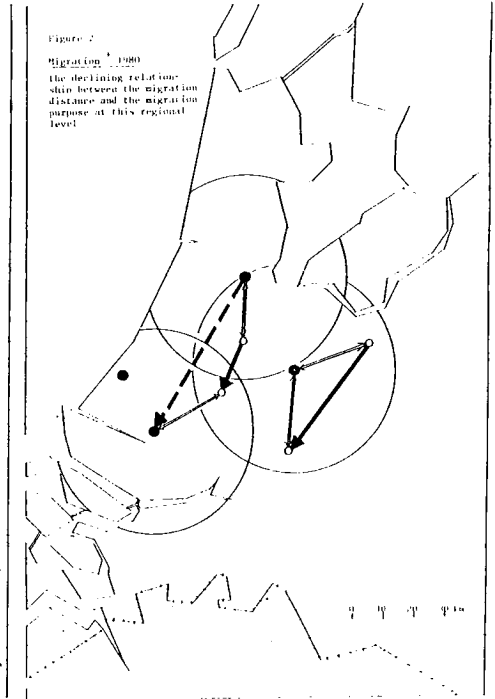 Figure 2
Migration 1980
the declining relation-
ship between the migration
distance and the migration
purpose at this regional
level